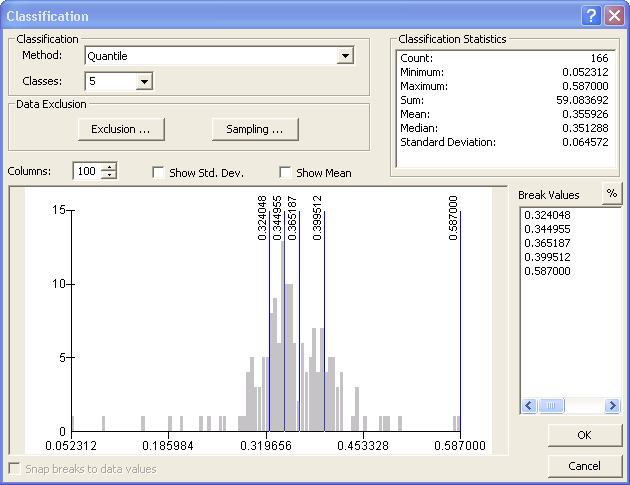 Classification
Classification
Method: Quantile
Classes: 5
Data Exclusion
Exclusion ...
Sampling ...
Classification Statistics
Count: 166
Minimum: 0.052312
Maximum: 0.587000
Sum: 59.083692
Mean: 0.355926
Median: 0.351288
Standard Deviation: 0.064572
Columns: 100
Show Std. Dev.
Show Mean
Break Values
%
0.324048
0.344955
0.365187
0.399512
0.587000
0.324048
0.344955
0.365187
0.399512
0.587000
15
10
5
0
0.052312 0.185984 0.319656 0.453328 0.587000
OK
Cancel
Snap breaks to data values